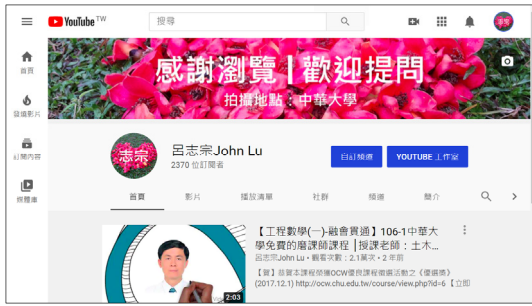 YouTube TW
搜尋
首頁
發燒影片
訂閱內容
媒體庫
感謝瀏覽 | 歡迎提問
拍攝地點：中華大學
志宗
呂志宗John Lu
2370 位訂閱者
自訂頻道
YOUTUBE 工作室
首頁 影片 播放清單 社群 頻道 簡介
【工程數學(一)-融會貫通】106-1中華大
學免費的磨課師課程 | 授課老師：土木...
呂志宗John Lu • 觀看次數：2.1萬次 • 2 年前
【賀】恭賀本課程榮獲OCW優良課程徵選活動之《優選獎》
(2017.12.1) http://ocw.chu.edu.tw/course/view.php?id=6【立即
2:03